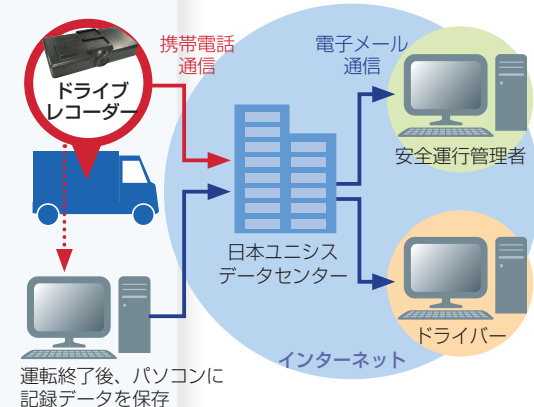 ドライブ
レコーダー
携帯電話
通信
電子メール
通信
安全運行管理者
日本ユニシス
データセンター
ドライバー
インターネット
運転終了後、パソコンに
記録データを保存